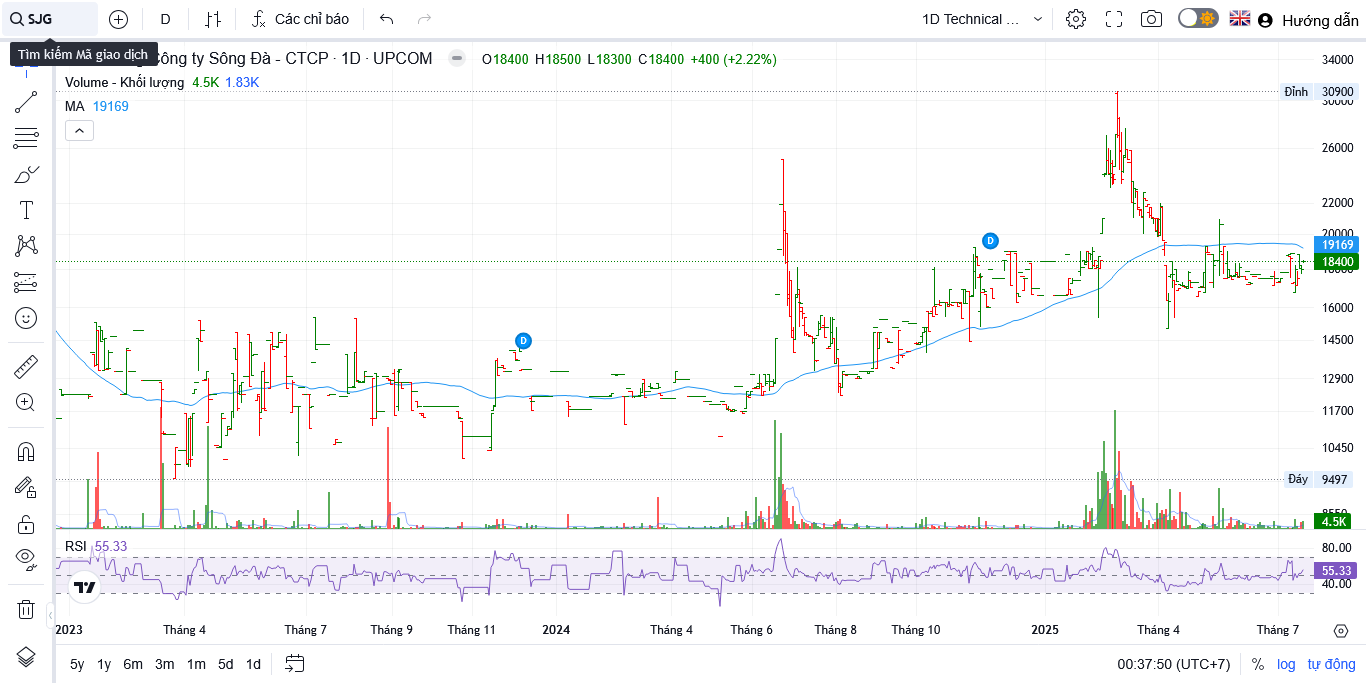 SJG
D
Các chỉ báo
1D Technical ...
Hướng dẫn
Tìm kiếm Mã giao dịch
Công ty Sông Đà - CTCP · 1D · UPCOM
O18400 H18500 L18300 C18400 +400 (+2.22%)
Volume - Khối lượng 4.5K 1.83K
MA 19169
34000
Đỉnh 30900
30000
26000
22000
20000
19169
18400
18000
16000
14500
12900
11700
10450
Đáy 9497
8550
4.5K
D
D
RSI 55.33
80.00
55.33
40.00
2023 Tháng 4 Tháng 7 Tháng 9 Tháng 11 2024 Tháng 4 Tháng 6 Tháng 8 Tháng 10 2025 Tháng 4 Tháng 7
5y 1y 6m 3m 1m 5d 1d
00:37:50 (UTC+7) % log tự động